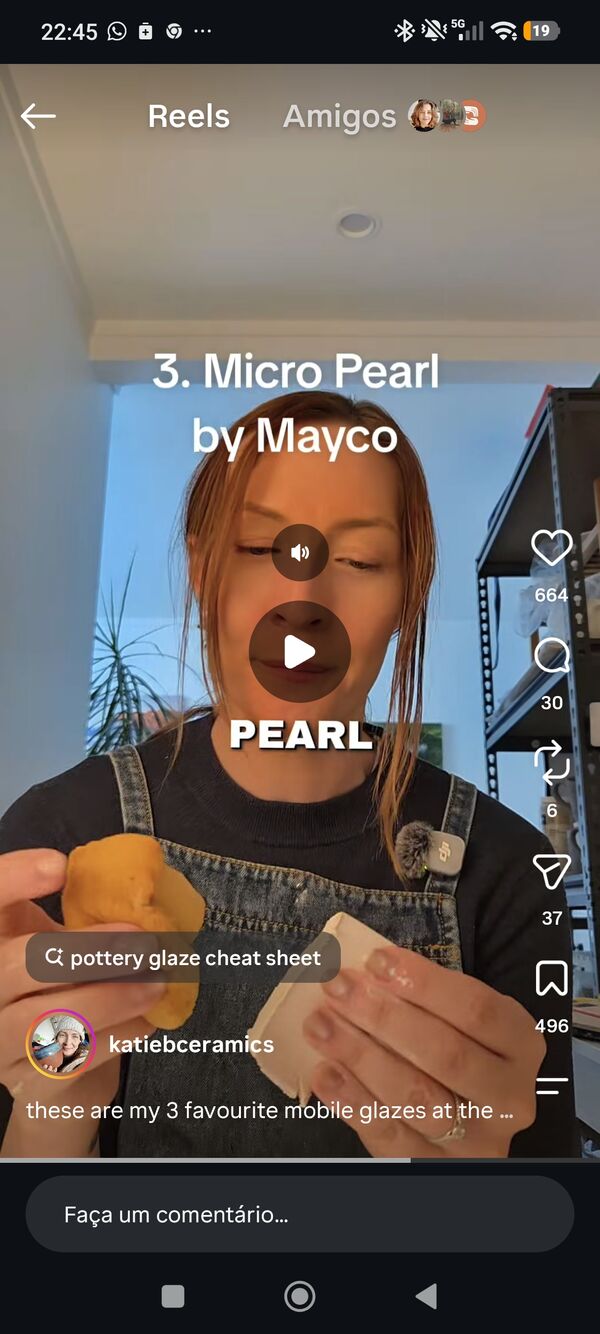 22:45
5G
19
Reels
Amigos
3. Micro Pearl
by Mayco
664
30
PEARL
6
dji
37
pottery glaze cheat sheet
496
katiebceramics
these are my 3 favourite mobile glazes at the ...
Faça um comentário...